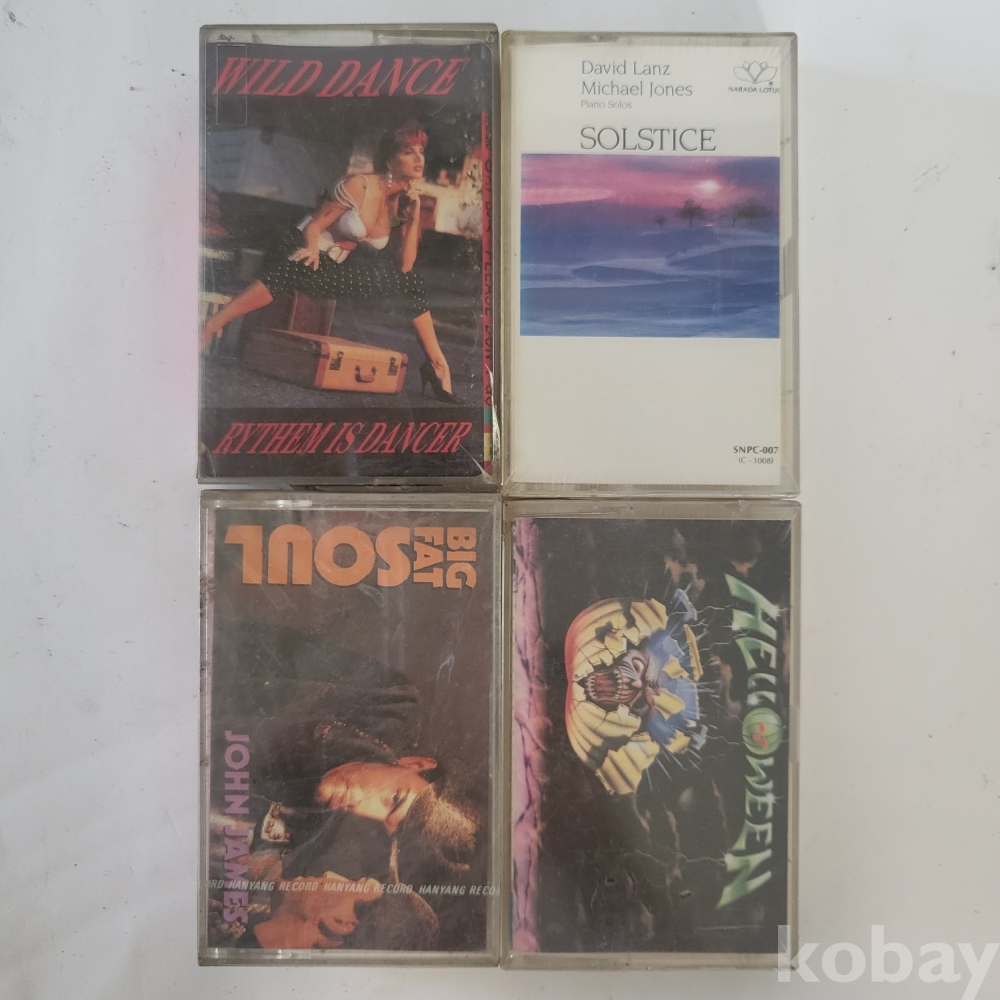 WILD DANCE
RYTHEM IS DANCER
David Lanz
Michael Jones
Piano Solos
SOLSTICE
NARADA LOTUS
SNPC-007
(C - 1008)
BIG
FAT
SOUL
JOHN JAMES
HANYANG RECORD HANYANG RECORD HANYANG
HELLOWEEN
kobay